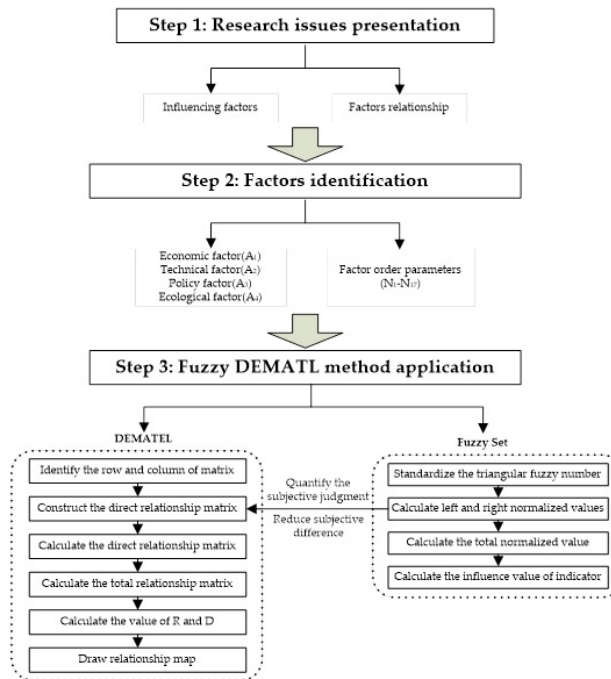 Step 1: Research issues presentation
Influencing factors
Factors relationship
Step 2: Factors identification
Economic factor(A1)
Technical factor(A2)
Policy factor(A3)
Ecological factor(A4)
Factor order parameters
(N1-N17)
Step 3: Fuzzy DEMATL method application
DEMATEL
Identify the row and column of matrix
Construct the direct relationship matrix
Calculate the direct relationship matrix
Calculate the total relationship matrix
Calculate the value of R and D
Draw relationship map
Quantify the
subjective judgment
Reduce subjective
difference
Fuzzy Set
Standardize the triangular fuzzy number
Calculate left and right normalized values
Calculate the total normalized value
Calculate the influence value of indicator